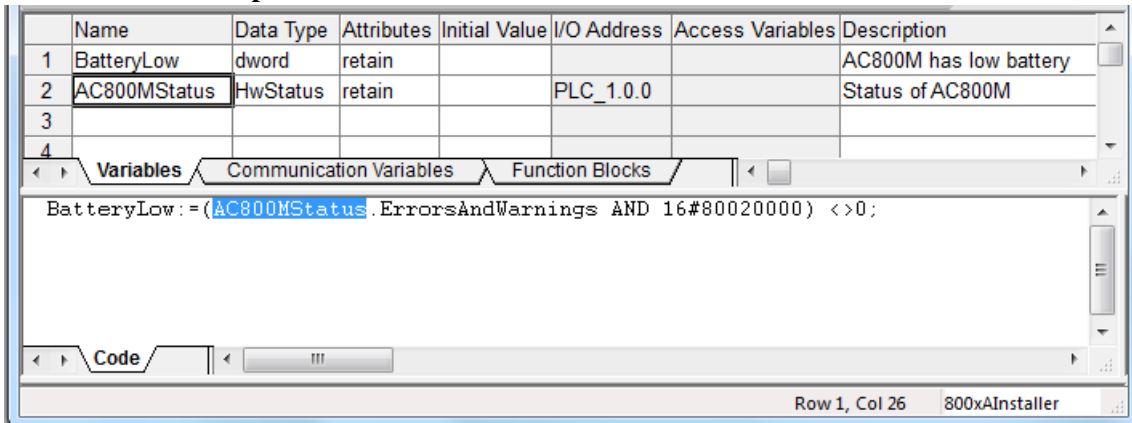 Name Data Type Attributes Initial Value I/O Address Access Variables Description
1 BatteryLow dword retain AC800M has low battery
2 AC800MStatus HwStatus retain PLC_1.0.0 Status of AC800M
3
4
Variables Communication Variables Function Blocks
BatteryLow:=(AC800MStatus.ErrorsAndWarnings AND 16#80020000) <>0;
Code
Row 1, Col 26 800xAInstaller